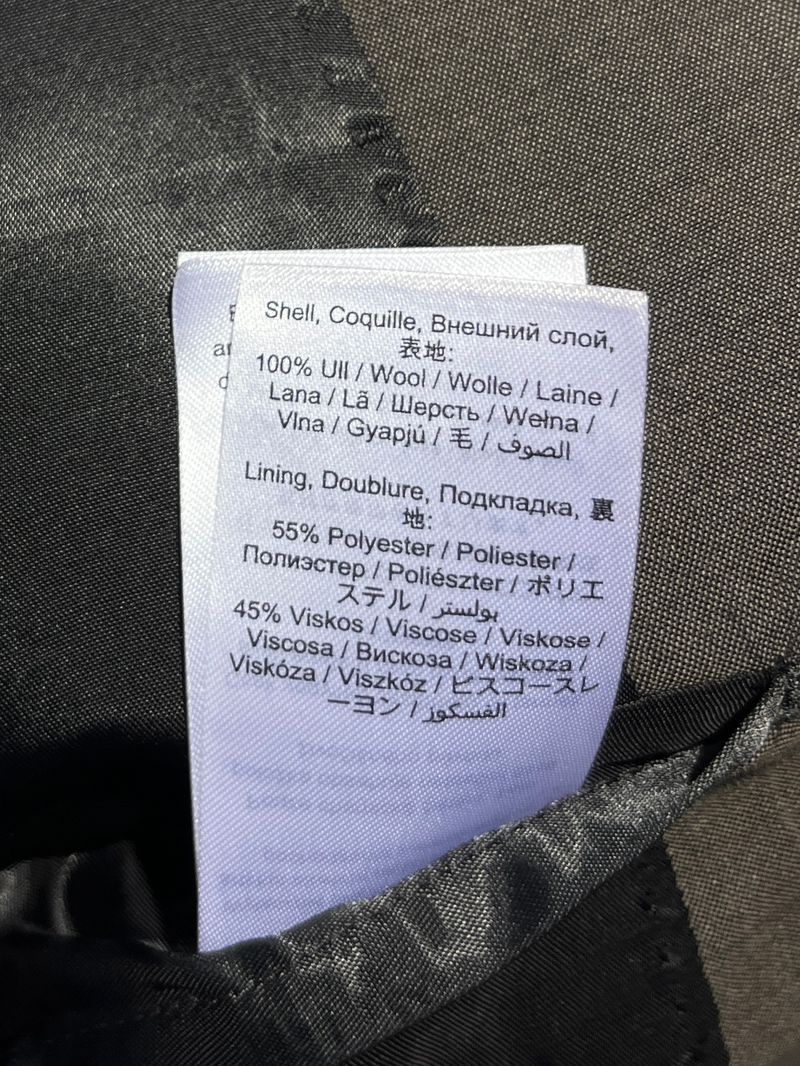 Shell, Coquille, Внешний слой,
表地:
100% Ull / Wool / Wolle / Laine /
Lana / Lã / Шерсть / Wełna /
Vlna / Gyapjú / 毛 / الصوف
Lining, Doublure, Подкладка, 裏
地:
55% Polyester / Poliester /
Полиэстер / Poliészter / ポリエ
ステル / بولستر
45% Viskos / Viscose / Viskose /
Viscosa / Вискоза / Wiskoza /
Viskóza / Viszkóz / ビスコースレ
ーヨン / الفسكوز